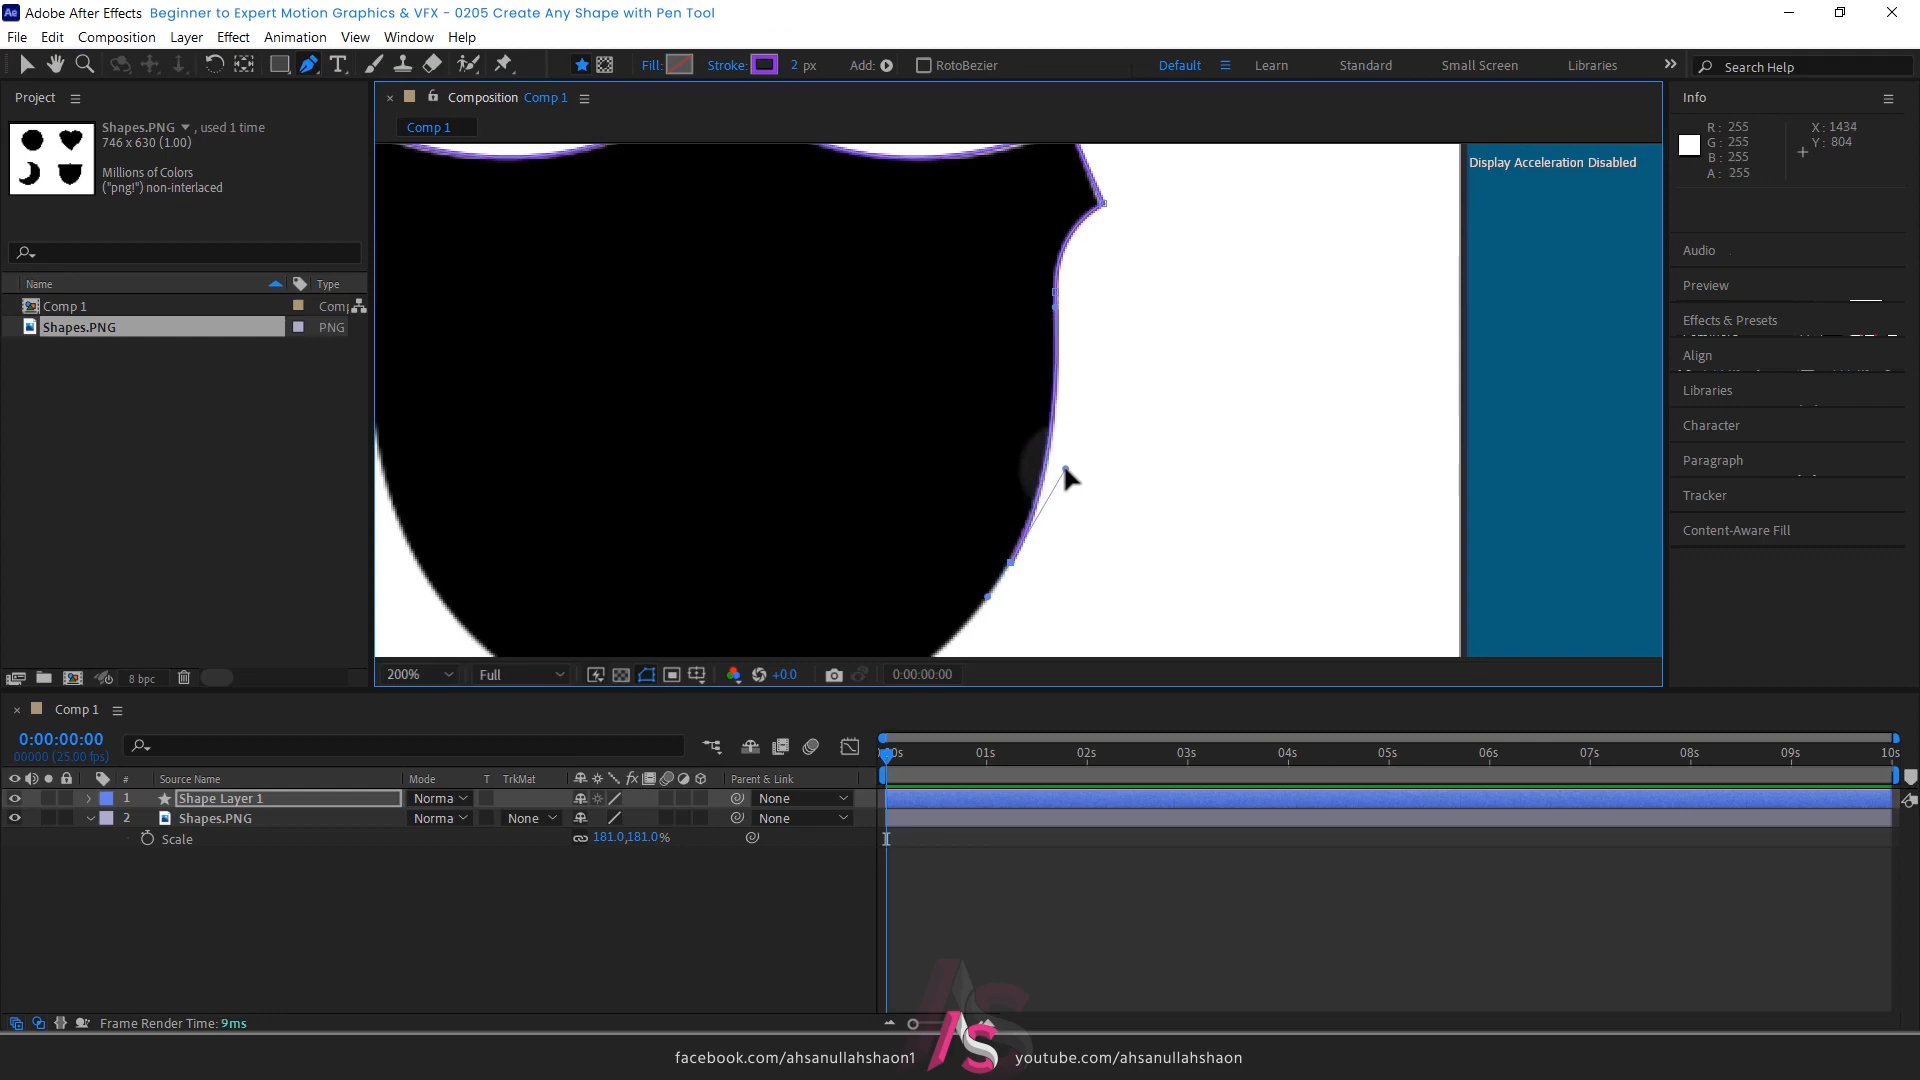 Adobe After Effects Beginner to Expert Motion Graphics & VFX - 0205 Create Any Shape with Pen Tool
File Edit Composition Layer Effect Animation View Window Help
Fill: Stroke: 2 px Add: RotoBezier Default Learn Standard Small Screen Libraries Search Help
Project
Composition Comp 1
Info
Comp 1
Shapes.PNG , used 1 time
746 x 630 (1.00)
Millions of Colors
("png!") non-interlaced
R: 255
G: 255
B: 255
A: 255
X: 1434
Y: 804
Display Acceleration Disabled
Name Type
Comp 1 Comp
Shapes.PNG PNG
Audio
Preview
Effects & Presets
Align
Libraries
Character
Paragraph
Tracker
Content-Aware Fill
8 bpc
200% Full +0.0 0:00:00:00
Comp 1
0:00:00:00
00000 (25.00 fps)
01s 02s 03s 04s 05s 06s 07s 08s 09s 10s
# Source Name Mode T TrkMat Parent & Link
1 Shape Layer 1 Norma None
2 Shapes.PNG Norma None None
Scale 181.0,181.0%
Frame Render Time: 9ms
facebook.com/ahsanullahshaon1 youtube.com/ahsanullahshaon